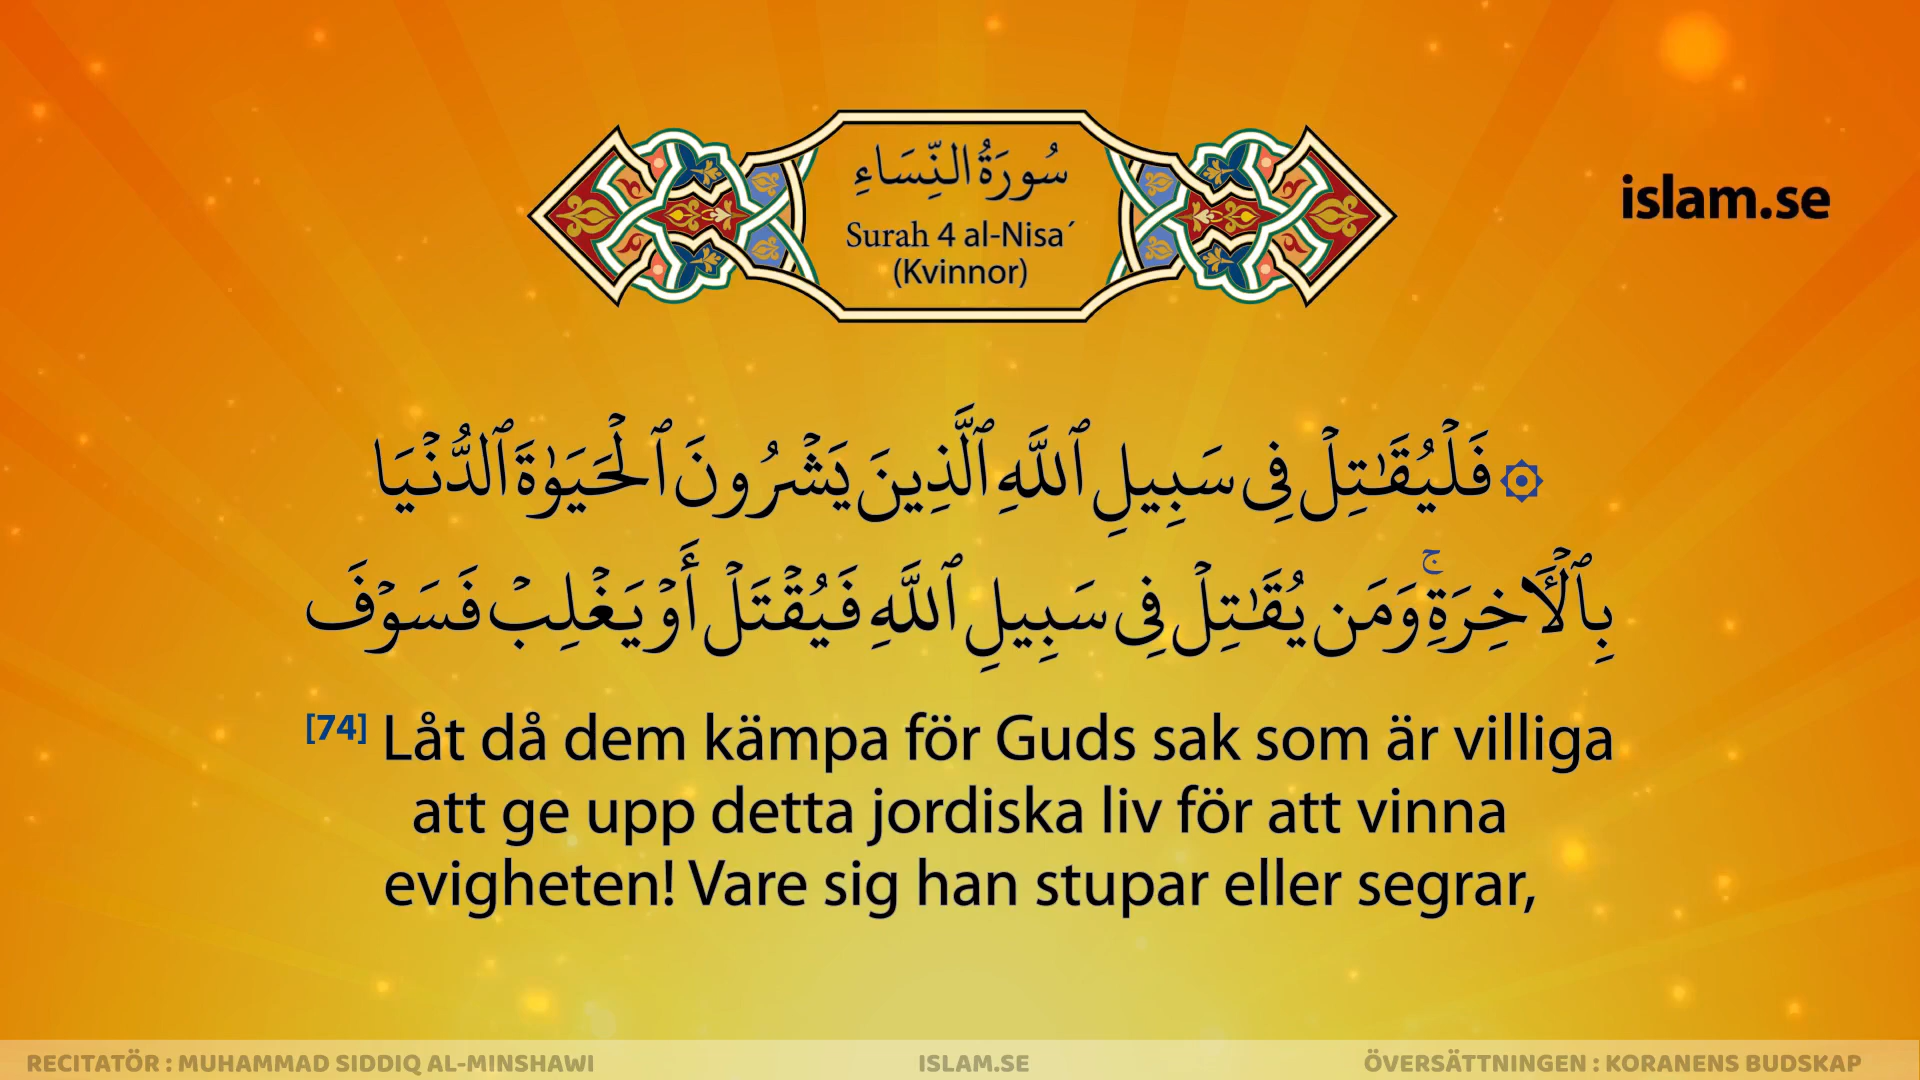 سُورَةُ النِّسَاءِ
Surah 4 al-Nisa´
(Kvinnor)
islam.se
۞ فَلْيُقَـٰتِلْ فِى سَبِيلِ ٱللَّهِ ٱلَّذِينَ يَشْرُونَ ٱلْحَيَوٰةَ ٱلدُّنْيَا
بِٱلْـَٔاخِرَةِ ۚ وَمَن يُقَـٰتِلْ فِى سَبِيلِ ٱللَّهِ فَيُقْتَلْ أَوْ يَغْلِبْ فَسَوْفَ
[74] Låt då dem kämpa för Guds sak som är villiga
att ge upp detta jordiska liv för att vinna
evigheten! Vare sig han stupar eller segrar,
RECITATÖR : MUHAMMAD SIDDIQ AL-MINSHAWI
ISLAM.SE
ÖVERSÄTTNINGEN : KORANENS BUDSKAP